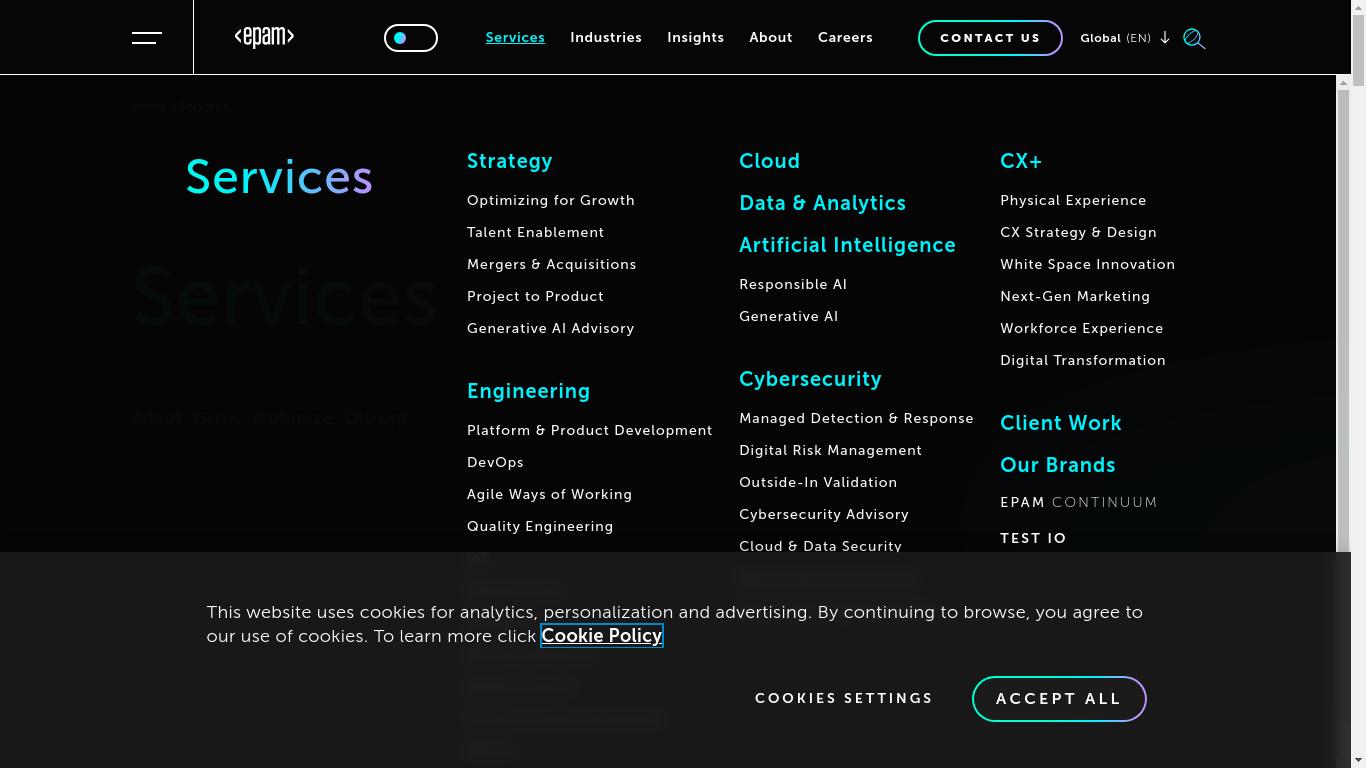 <epam>
Services
Industries
Insights
About
Careers
CONTACT US
Global (EN)
Services
Services
Services
Adapt. Grow. Optimize. Disrupt.
Strategy
Optimizing for Growth
Talent Enablement
Mergers & Acquisitions
Project to Product
Generative AI Advisory
Engineering
Platform & Product Development
DevOps
Agile Ways of Working
Quality Engineering
Cloud
Data & Analytics
Artificial Intelligence
Responsible AI
Generative AI
Cybersecurity
Managed Detection & Response
Digital Risk Management
Outside-In Validation
Cybersecurity Advisory
Cloud & Data Security
CX+
Physical Experience
CX Strategy & Design
White Space Innovation
Next-Gen Marketing
Workforce Experience
Digital Transformation
Client Work
Our Brands
EPAM CONTINUUM
TEST IO
This website uses cookies for analytics, personalization and advertising. By continuing to browse, you agree to
our use of cookies. To learn more click Cookie Policy
COOKIES SETTINGS
ACCEPT ALL